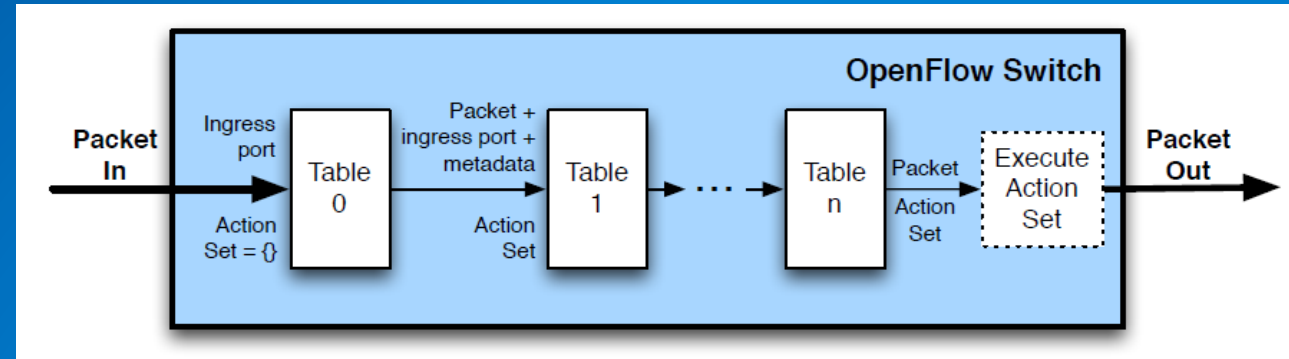 OpenFlow Switch
Packet
In
Ingress
port
Action
Set = {}
Table
0
Packet +
ingress port +
metadata
Action
Set
Table
1
· · ·
Table
n
Packet
Action
Set
Execute
Action
Set
Packet
Out